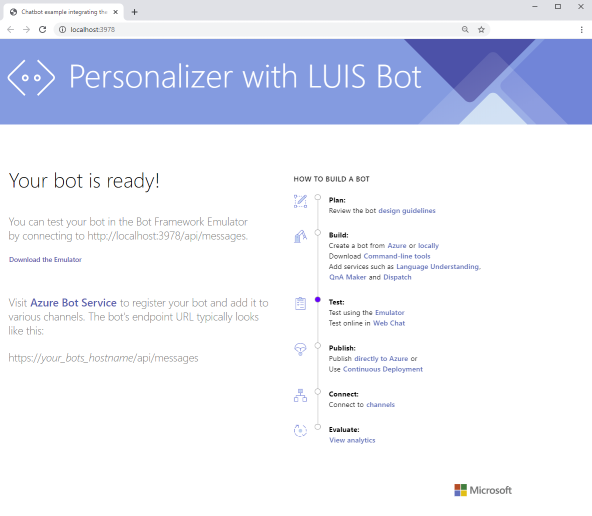 Chatbot example integrating the
localhost:3978
Personalizer with LUIS Bot
Your bot is ready!
You can test your bot in the Bot Framework Emulator
by connecting to http://localhost:3978/api/messages.
Download the Emulator
Visit Azure Bot Service to register your bot and add it to
various channels. The bot's endpoint URL typically looks
like this:
https://your_bots_hostname/api/messages
HOW TO BUILD A BOT
Plan:
Review the bot design guidelines
Build:
Create a bot from Azure or locally
Download Command-line tools
Add services such as Language Understanding,
QnA Maker and Dispatch
Test:
Test using the Emulator
Test online in Web Chat
Publish:
Publish directly to Azure or
Use Continuous Deployment
Connect:
Connect to channels
Evaluate:
View analytics
Microsoft